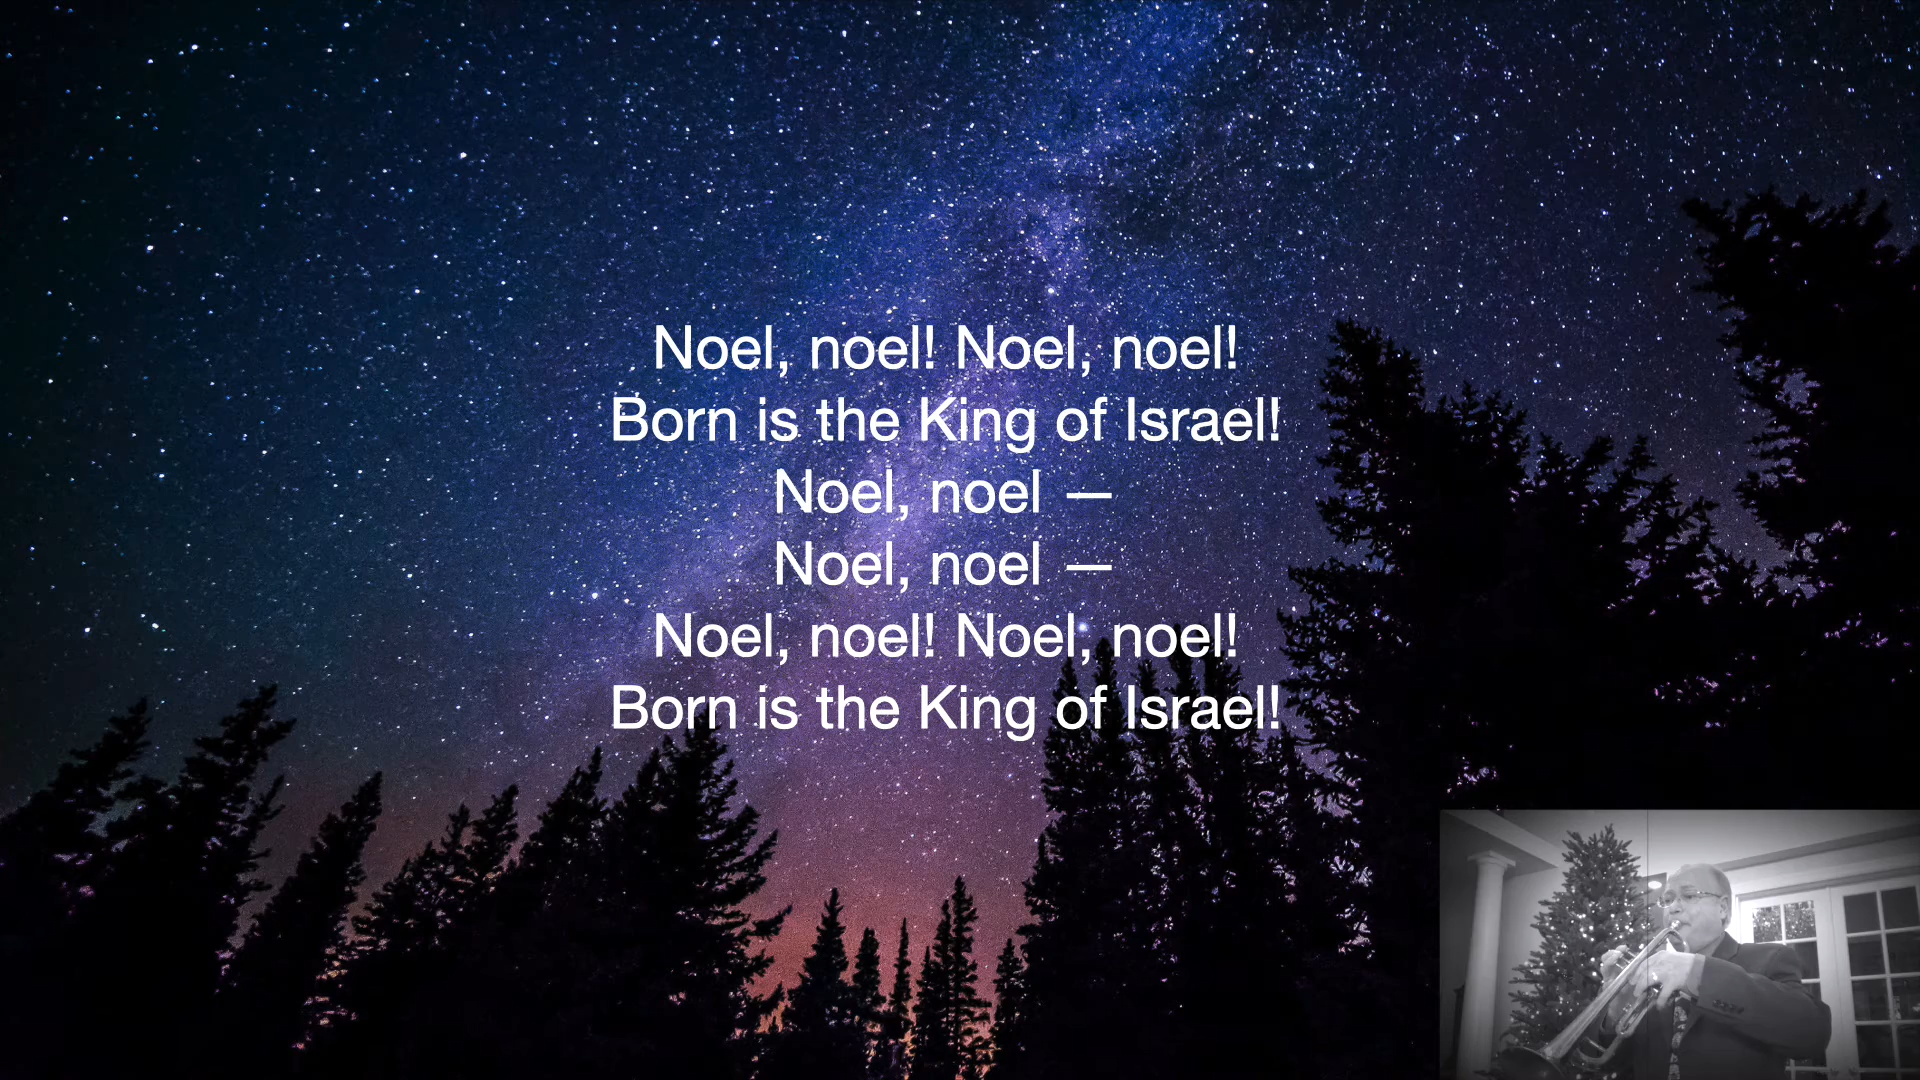 Noel, noel! Noel, noel!
Born is the King of Israel!
Noel, noel —
Noel, noel —
Noel, noel! Noel, noel!
Born is the King of Israel!